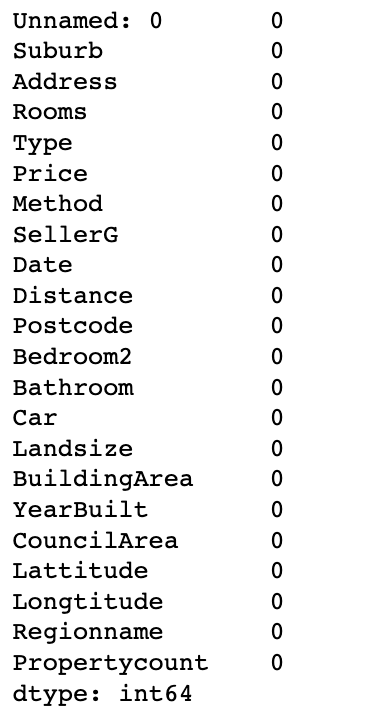 Unnamed: 0 0
Suburb 0
Address 0
Rooms 0
Type 0
Price 0
Method 0
SellerG 0
Date 0
Distance 0
Postcode 0
Bedroom2 0
Bathroom 0
Car 0
Landsize 0
BuildingArea 0
YearBuilt 0
CouncilArea 0
Lattitude 0
Longtitude 0
Regionname 0
Propertycount 0
dtype: int64